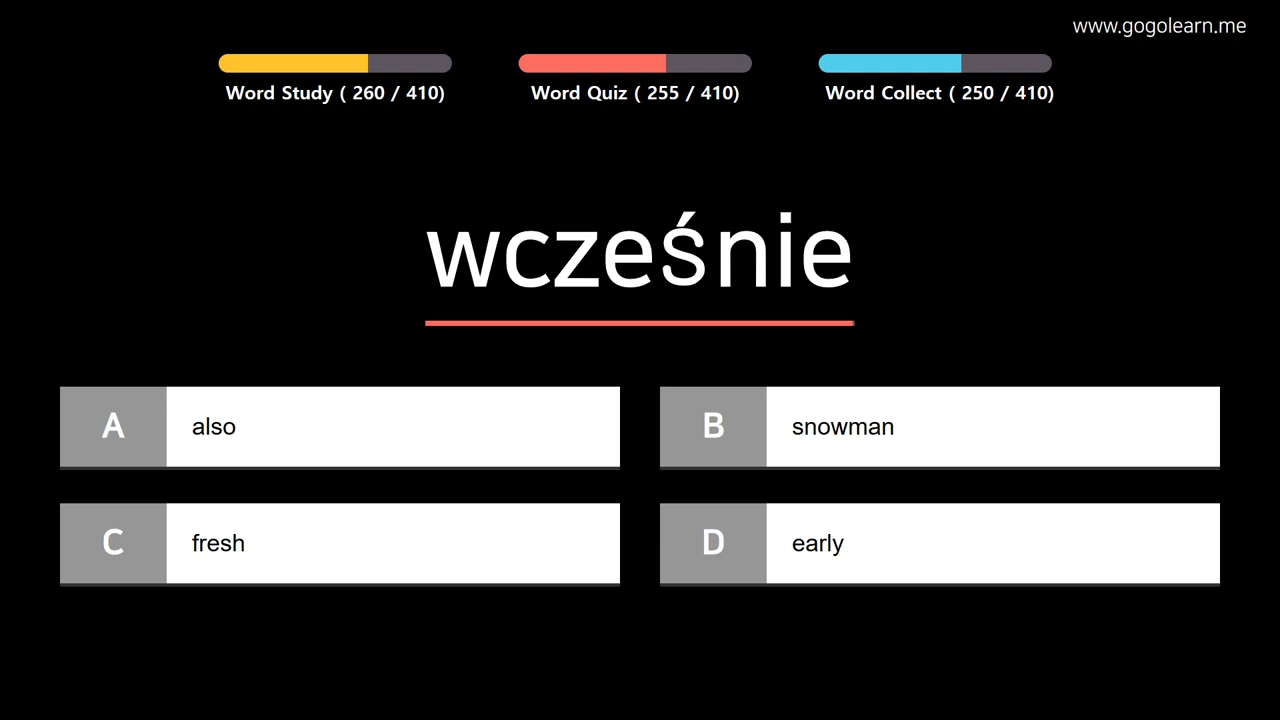 www.gogolearn.me
Word Study ( 260 / 410)
Word Quiz ( 255 / 410)
Word Collect ( 250 / 410)
wcześnie
A also
B snowman
C fresh
D early